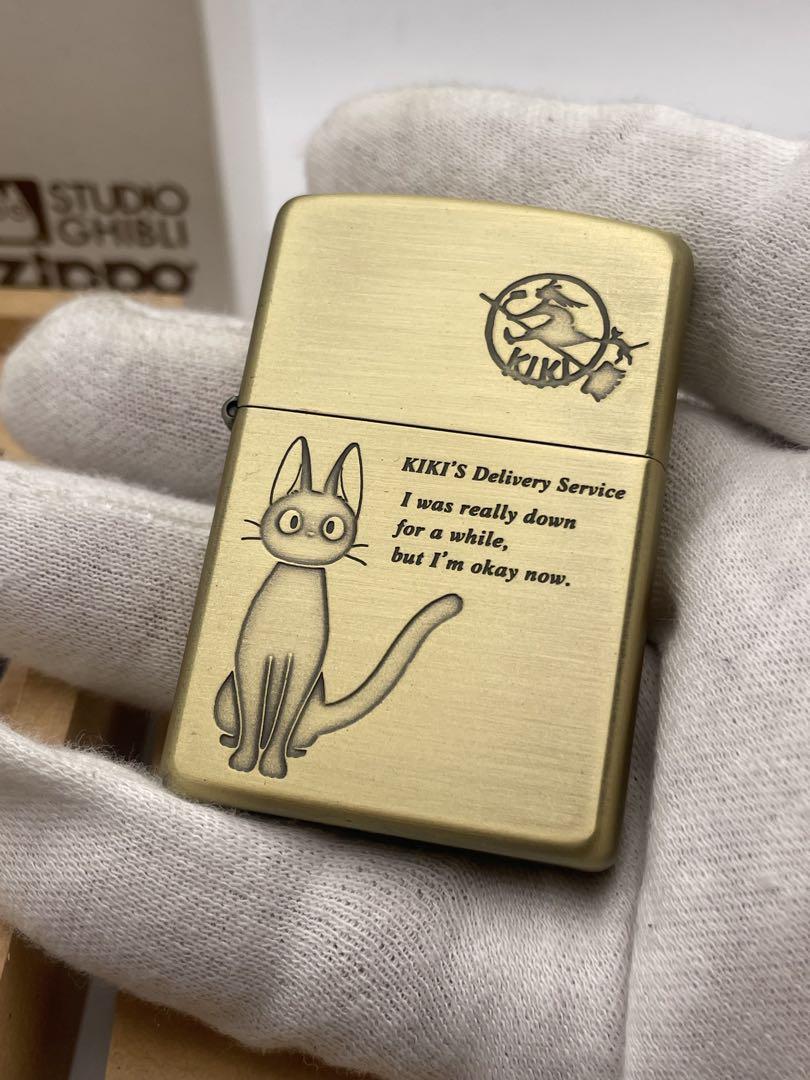 STUDIO
GHIBLI
zippo
KIKI
KIKI'S Delivery Service
I was really down
for a while,
but I'm okay now.